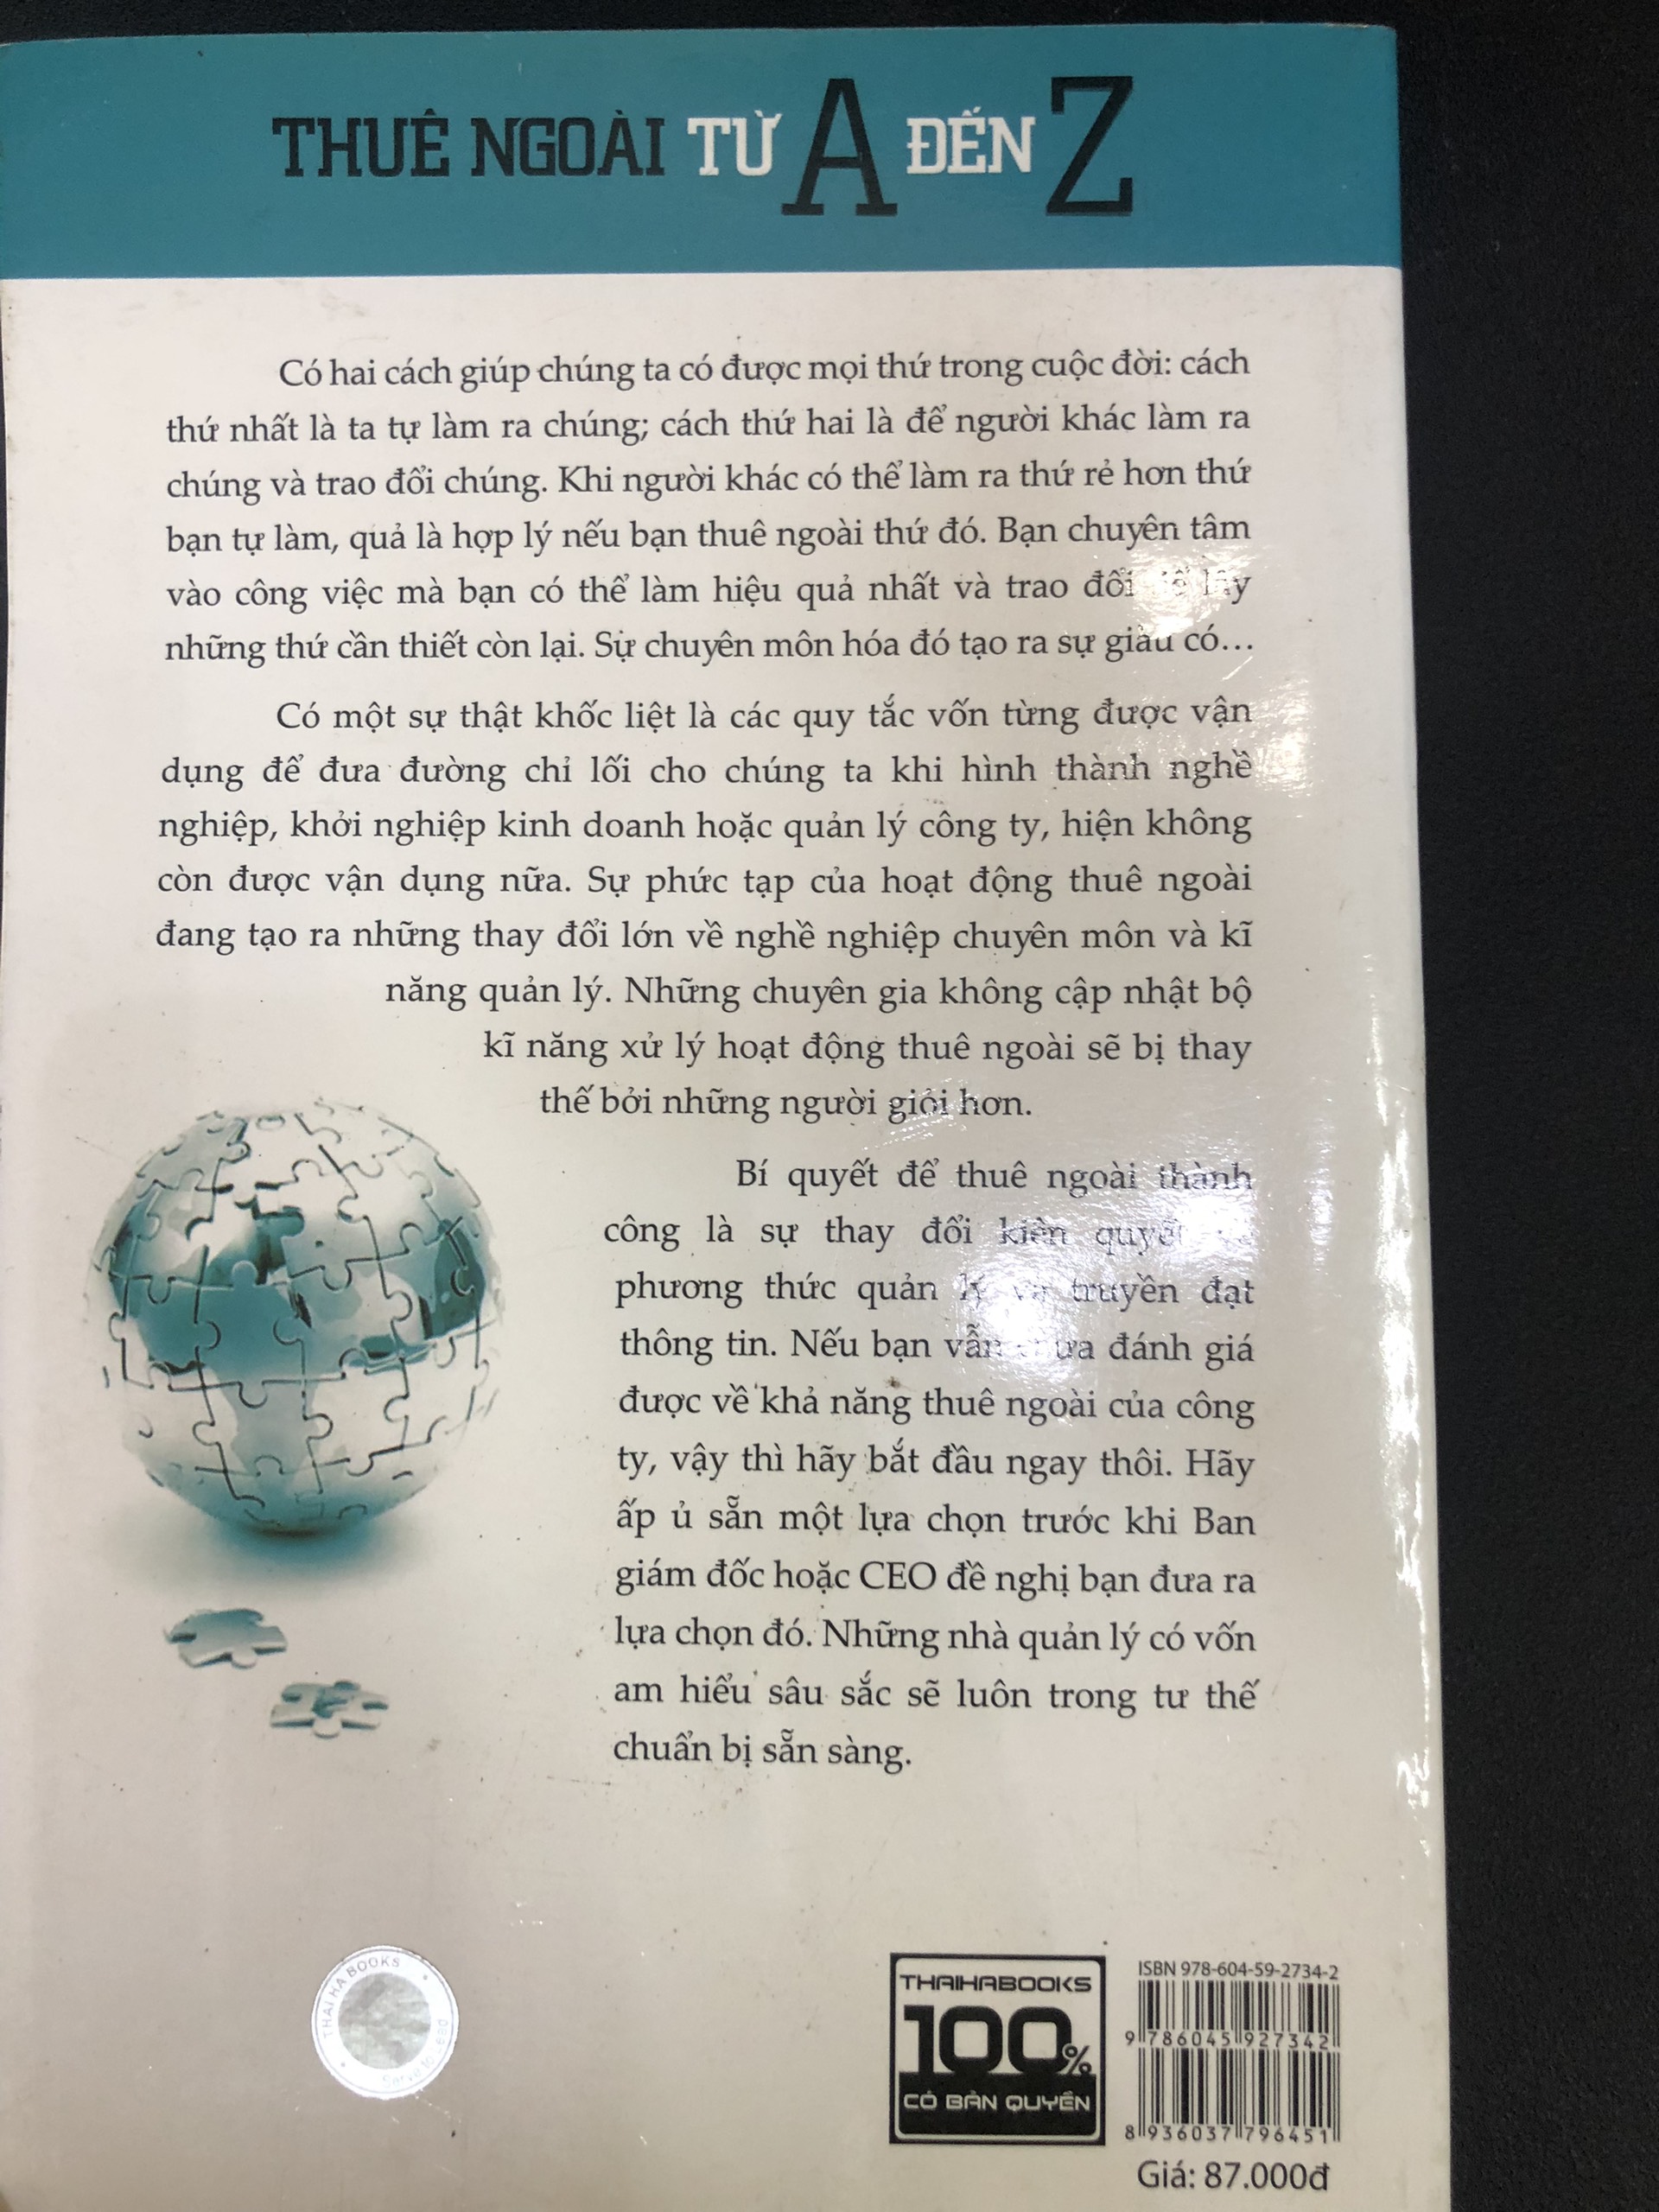 THUÊ NGOÀI TỪ A ĐẾN Z
Có hai cách giúp chúng ta có được mọi thứ trong cuộc đời: cách
thứ nhất là ta tự làm ra chúng; cách thứ hai là để người khác làm ra
chúng và trao đổi chúng. Khi người khác có thể làm ra thứ rẻ hơn thứ
bạn tự làm, quả là hợp lý nếu bạn thuê ngoài thứ đó. Bạn chuyên tâm
vào công việc mà bạn có thể làm hiệu quả nhất và trao đổi để lấy
những thứ cần thiết còn lại. Sự chuyên môn hóa đó tạo ra sự giàu có...
Có một sự thật khốc liệt là các quy tắc vốn từng được vận
dụng để đưa đường chỉ lối cho chúng ta khi hình thành nghề
nghiệp, khởi nghiệp kinh doanh hoặc quản lý công ty, hiện không
còn được vận dụng nữa. Sự phức tạp của hoạt động thuê ngoài
đang tạo ra những thay đổi lớn về nghề nghiệp chuyên môn và kĩ
năng quản lý. Những chuyên gia không cập nhật bộ
kĩ năng xử lý hoạt động thuê ngoài sẽ bị thay
thế bởi những người giỏi hơn.
Bí quyết để thuê ngoài thành
công là sự thay đổi kiên quyết
phương thức quản lý và truyền đạt
thông tin. Nếu bạn vẫn chưa đánh giá
được về khả năng thuê ngoài của công
ty, vậy thì hãy bắt đầu ngay thôi. Hãy
ấp ủ sẵn một lựa chọn trước khi Ban
giám đốc hoặc CEO đề nghị bạn đưa ra
lựa chọn đó. Những nhà quản lý có vốn
am hiểu sâu sắc sẽ luôn trong tư thế
chuẩn bị sẵn sàng.
THAI HA BOOKS
Serve to Lead
THAIHABOOKS
100%
CÓ BẢN QUYỀN
ISBN 978-604-59-2734-2
9 786045 927342
8 936037 796451
Giá: 87.000đ